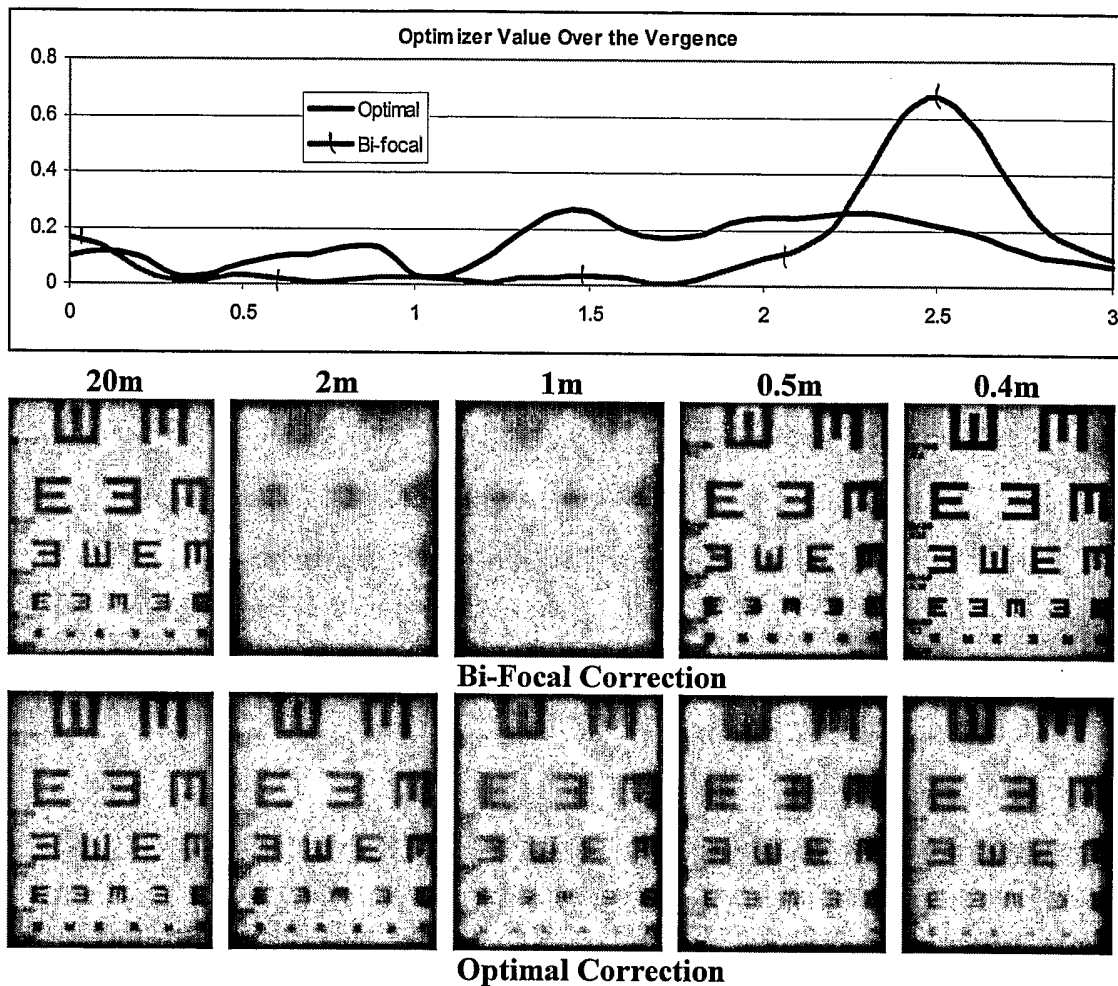 Optimizer Value Over the Vergence
0.8
0.6
0.4
0.2
0
Optimal
Bi-focal
0 0.5 1 1.5 2 2.5 3
20m 2m 1m 0.5m 0.4m
Bi-Focal Correction
Optimal Correction